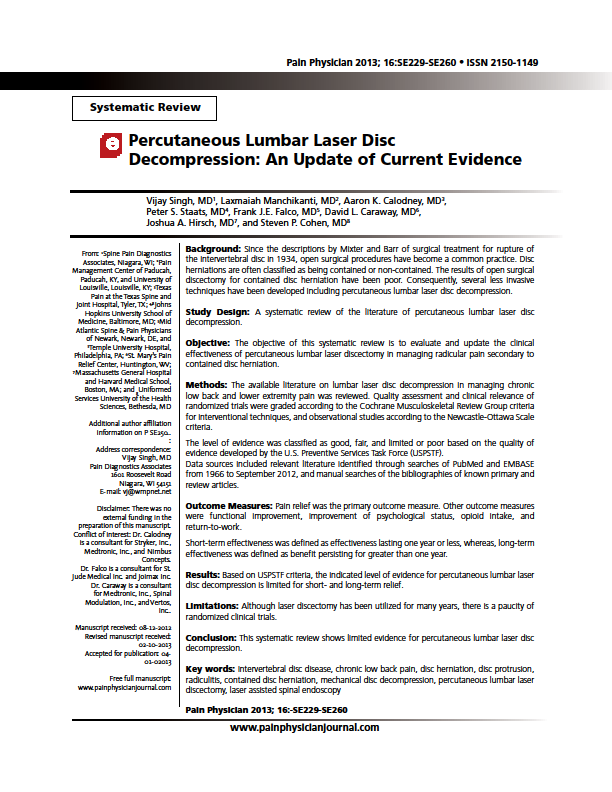 Pain Physician 2013; 16:SE229-SE260 • ISSN 2150-1149
Systematic Review
Percutaneous Lumbar Laser Disc
Decompression: An Update of Current Evidence
Vijay Singh, MD1, Laxmaiah Manchikanti, MD2, Aaron K. Calodney, MD3,
Peter S. Staats, MD4, Frank J.E. Falco, MD5, David L. Caraway, MD6,
Joshua A. Hirsch, MD7, and Steven P. Cohen, MD8
From: 1Spine Pain Diagnostics
Associates, Niagara, WI; 2Pain
Management Center of Paducah,
Paducah, KY, and University of
Louisville, Louisville, KY; 3Texas
Pain at the Texas Spine and
Joint Hospital, Tyler, TX; 4,8Johns
Hopkins University School of
Medicine, Baltimore, MD; 4Mid
Atlantic Spine & Pain Physicians
of Newark, Newark, DE, and
5Temple University Hospital,
Philadelphia, PA; 6St. Mary's Pain
Relief Center, Huntington, WV;
7Massachusetts General Hospital
and Harvard Medical School,
Boston, MA; and Uniformed
Services University of the Health
Sciences, Bethesda, MD
Additional author affiliation
information on P SE250..
:
Address correspondence:
Vijay Singh, MD
Pain Diagnostics Associates
1601 Roosevelt Road
Niagara, WI 54151
E-mail: vj@wmpnet.net
Disclaimer: There was no
external funding in the
preparation of this manuscript.
Conflict of interest: Dr. Calodney
is a consultant for Stryker, Inc.,
Medtronic, Inc., and Nimbus
Concepts.
Dr. Falco is a consultant for St.
Jude Medical Inc. and Joimax Inc.
Dr. Caraway is a consultant
for Medtronic, Inc., Spinal
Modulation, Inc., and Vertos,
Inc..
Manuscript received: 08-12-2012
Revised manuscript received:
02-10-2013
Accepted for publication: 04-
01-02013
Free full manuscript:
www.painphysicianjournal.com
Background: Since the descriptions by Mixter and Barr of surgical treatment for rupture of
the intervertebral disc in 1934, open surgical procedures have become a common practice. Disc
herniations are often classified as being contained or non-contained. The results of open surgical
discectomy for contained disc herniation have been poor. Consequently, several less invasive
techniques have been developed including percutaneous lumbar laser disc decompression.
Study Design: A systematic review of the literature of percutaneous lumbar laser disc
decompression.
Objective: The objective of this systematic review is to evaluate and update the clinical
effectiveness of percutaneous lumbar laser discectomy in managing radicular pain secondary to
contained disc herniation.
Methods: The available literature on lumbar laser disc decompression in managing chronic
low back and lower extremity pain was reviewed. Quality assessment and clinical relevance of
randomized trials were graded according to the Cochrane Musculoskeletal Review Group criteria
for interventional techniques, and observational studies according to the Newcastle-Ottawa Scale
criteria.
The level of evidence was classified as good, fair, and limited or poor based on the quality of
evidence developed by the U.S. Preventive Services Task Force (USPSTF).
Data sources included relevant literature identified through searches of PubMed and EMBASE
from 1966 to September 2012, and manual searches of the bibliographies of known primary and
review articles.
Outcome Measures: Pain relief was the primary outcome measure. Other outcome measures
were functional improvement, improvement of psychological status, opioid intake, and
return-to-work.
Short-term effectiveness was defined as effectiveness lasting one year or less, whereas, long-term
effectiveness was defined as benefit persisting for greater than one year.
Results: Based on USPSTF criteria, the indicated level of evidence for percutaneous lumbar laser
disc decompression is limited for short- and long-term relief.
Limitations: Although laser discectomy has been utilized for many years, there is a paucity of
randomized clinical trials.
Conclusion: This systematic review shows limited evidence for percutaneous lumbar laser disc
decompression.
Key words: Intervertebral disc disease, chronic low back pain, disc herniation, disc protrusion,
radiculitis, contained disc herniation, mechanical disc decompression, percutaneous lumbar laser
discectomy, laser assisted spinal endoscopy
Pain Physician 2013; 16:-SE229-SE260
www.painphysicianjournal.com